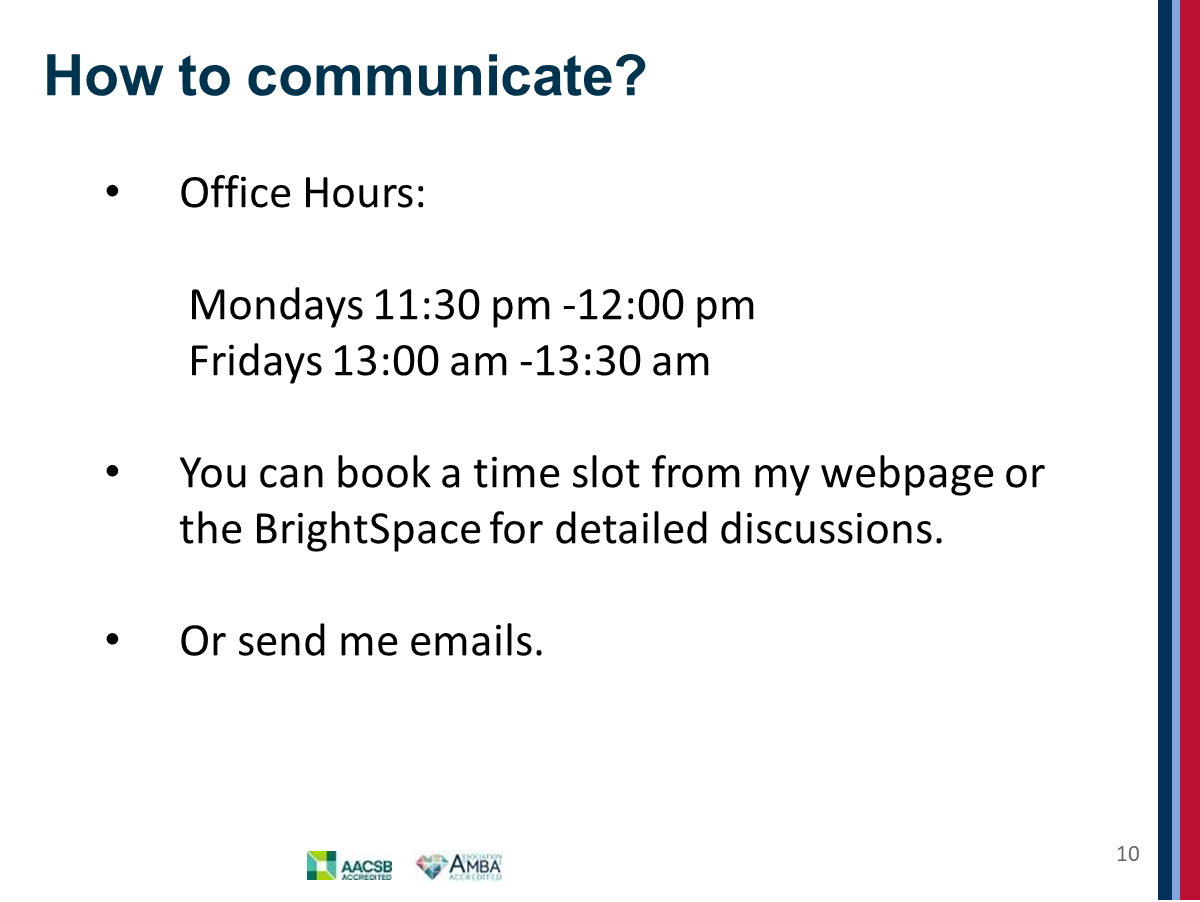 How to communicate?
• Office Hours:
Mondays 11:30 pm -12:00 pm
Fridays 13:00 am -13:30 am
• You can book a time slot from my webpage or
the BrightSpace for detailed discussions.
• Or send me emails.
AACSB
ACCREDITED
ASSOCIATION
AMBA
ACCREDITED
10